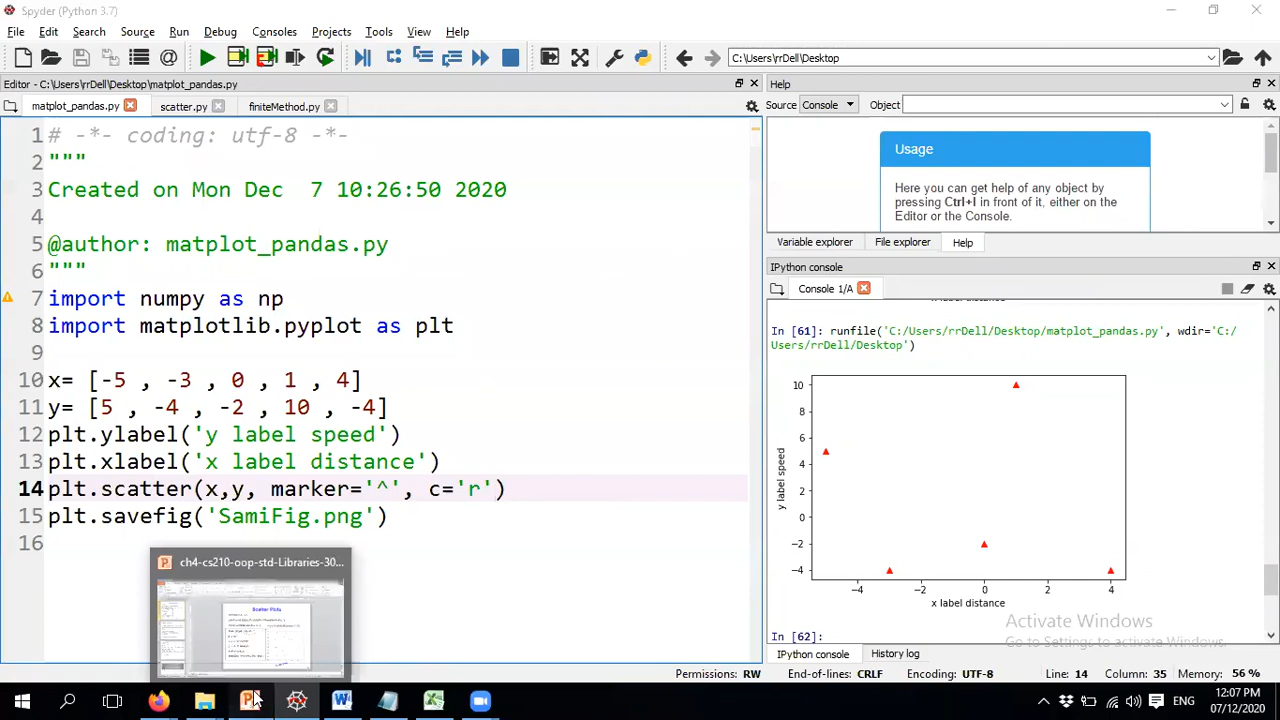 Spyder (Python 3.7)
File Edit Search Source Run Debug Consoles Projects Tools View Help
C:\Users\rrDell\Desktop
Editor - C:\Users\rrDell\Desktop\matplot_pandas.py
matplot_pandas.py scatter.py finiteMethod.py
1 # -*- coding: utf-8 -*-
2 """
3 Created on Mon Dec  7 10:26:50 2020
4
5 @author: matplot_pandas.py
6 """
7 import numpy as np
8 import matplotlib.pyplot as plt
9
10 x= [-5 , -3 , 0 , 1 , 4]
11 y= [5 , -4 , -2 , 10 , -4]
12 plt.ylabel('y label speed')
13 plt.xlabel('x label distance')
14 plt.scatter(x,y, marker='^', c='r')
15 plt.savefig('SamiFig.png')
16
ch4-cs210-oop-std-Libraries-30...
Scatter Plots
Help
Source Console Object
Usage
Here you can get help of any object by
pressing Ctrl+I in front of it, either on the
Editor or the Console.
Variable explorer File explorer Help
IPython console
Console 1/A
In [61]: runfile('C:/Users/rrDell/Desktop/matplot_pandas.py', wdir='C:/
Users/rrDell/Desktop')
10
8
6
4
2
0
−2
−4
y label speed
−4 −2 0 2 4
x label distance
Activate Windows
Go to Settings to activate Windows.
In [62]:
IPython console History log
Permissions: RW End-of-lines: CRLF Encoding: UTF-8 Line: 14 Column: 35 Memory: 56 %
ENG
12:07 PM
07/12/2020